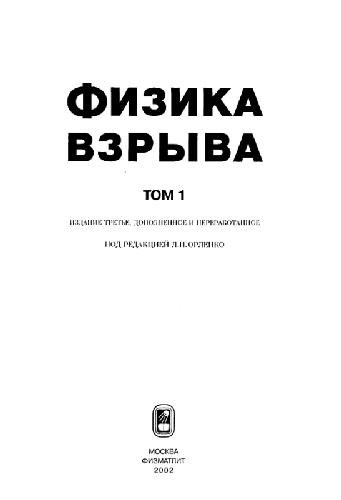 ФИЗИКА
ВЗРЫВА
ТОМ 1
ИЗДАНИЕ ТРЕТЬЕ, ДОПОЛНЕННОЕ И ПЕРЕРАБОТАННОЕ
ПОД РЕДАКЦИЕЙ Л.П. ОРЛЕНКО
МОСКВА
ФИЗМАТЛИТ
2002